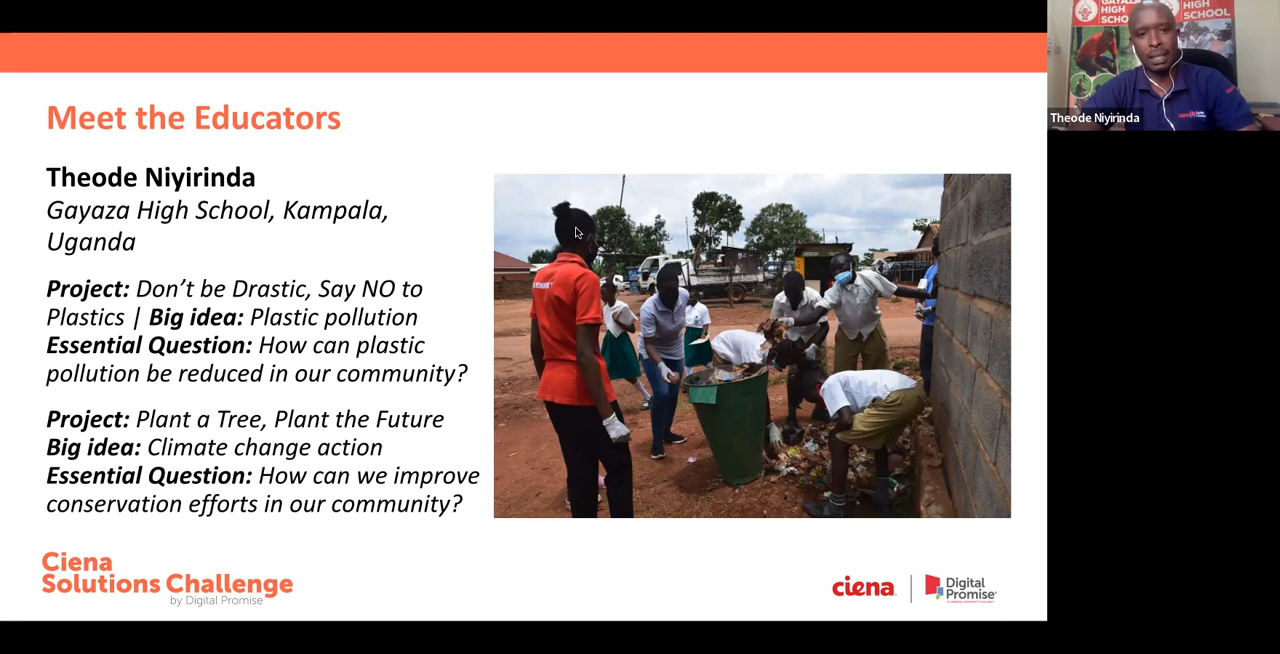 Meet the Educators
Theode Niyirinda
Gayaza High School, Kampala,
Uganda
Project: Don’t be Drastic, Say NO to
Plastics | Big idea: Plastic pollution
Essential Question: How can plastic
pollution be reduced in our community?
Project: Plant a Tree, Plant the Future
Big idea: Climate change action
Essential Question: How can we improve
conservation efforts in our community?
Ciena
Solutions Challenge
by Digital Promise
ciena
Digital
Promise
GAYAZA
HIGH
SCHOOL
HIGH
SCHOOL
Theode Niyirinda